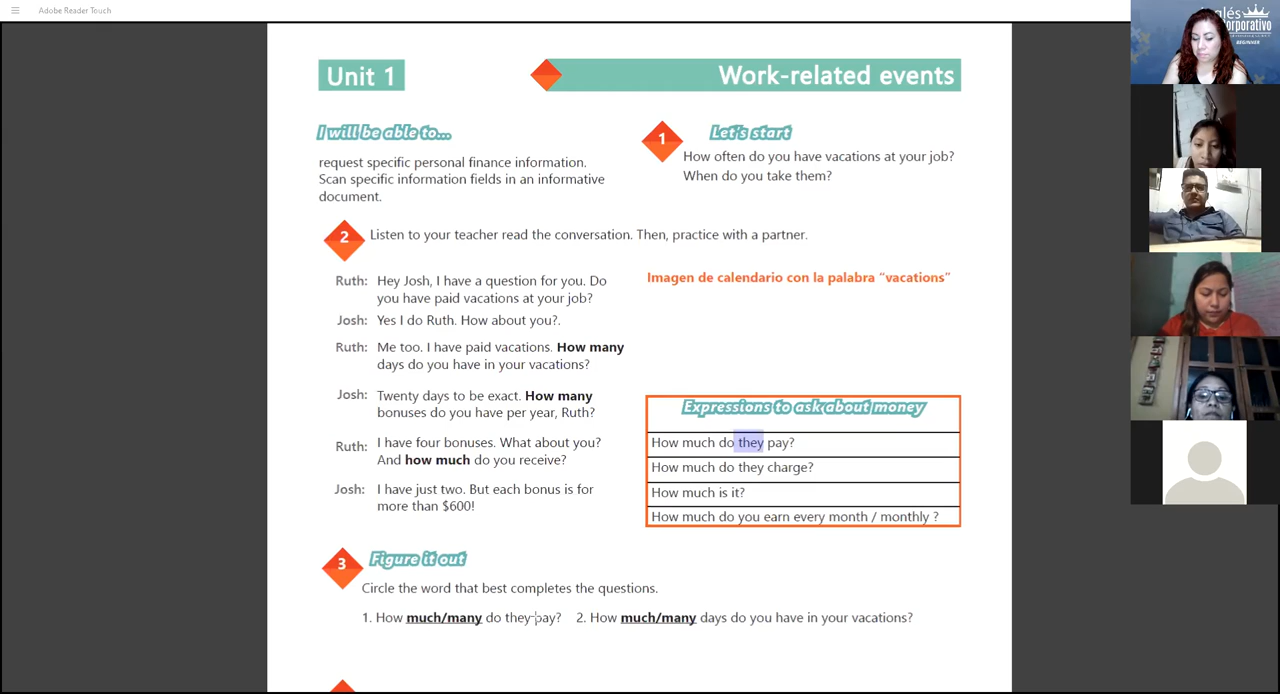 Adobe Reader Touch
Inglés
Corporativo
BEGINNER
Unit 1
Work-related events
I will be able to...
request specific personal finance information.
Scan specific information fields in an informative
document.
1
Let's start
How often do you have vacations at your job?
When do you take them?
2
Listen to your teacher read the conversation. Then, practice with a partner.
Ruth: Hey Josh, I have a question for you. Do
you have paid vacations at your job?
Josh: Yes I do Ruth. How about you?.
Ruth: Me too. I have paid vacations. How many
days do you have in your vacations?
Josh: Twenty days to be exact. How many
bonuses do you have per year, Ruth?
Ruth: I have four bonuses. What about you?
And how much do you receive?
Josh: I have just two. But each bonus is for
more than $600!
Imagen de calendario con la palabra "vacations"
Expressions to ask about money
How much do they pay?
How much do they charge?
How much is it?
How much do you earn every month / monthly ?
3
Figure it out
Circle the word that best completes the questions.
1. How much/many do they pay? 2. How much/many days do you have in your vacations?